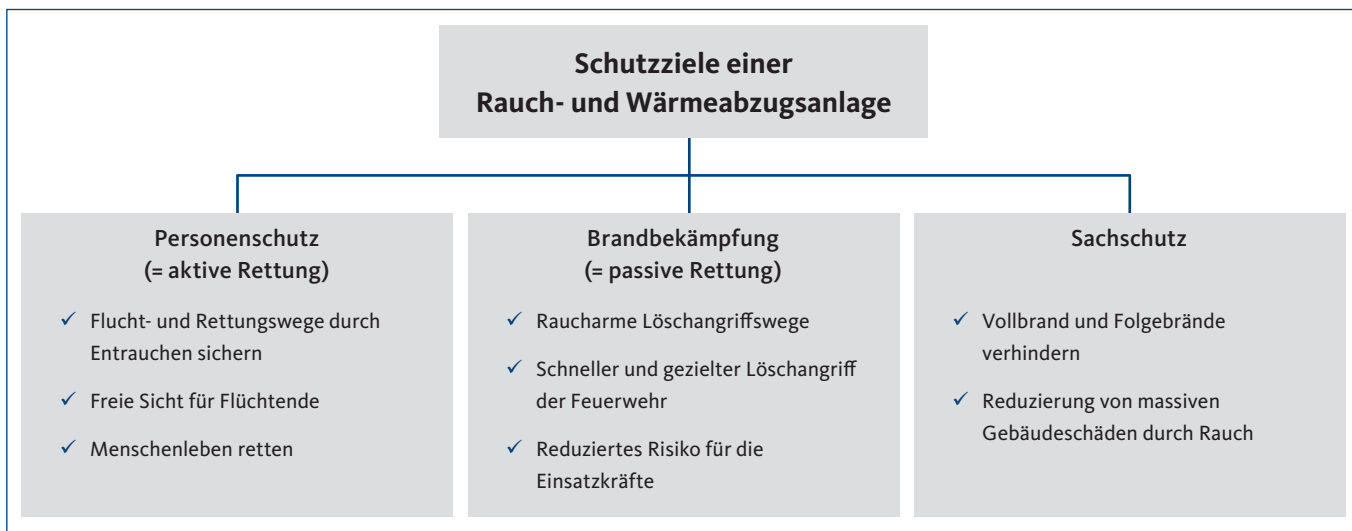 Schutzziele einer
Rauch- und Wärmeabzugsanlage
Personenschutz
(= aktive Rettung)
✓ Flucht- und Rettungswege durch
Entrauchen sichern
✓ Freie Sicht für Flüchtende
✓ Menschenleben retten
Brandbekämpfung
(= passive Rettung)
✓ Raucharme Löschangriffswege
✓ Schneller und gezielter Löschangriff
der Feuerwehr
✓ Reduziertes Risiko für die
Einsatzkräfte
Sachschutz
✓ Vollbrand und Folgebrände
verhindern
✓ Reduzierung von massiven
Gebäudeschäden durch Rauch